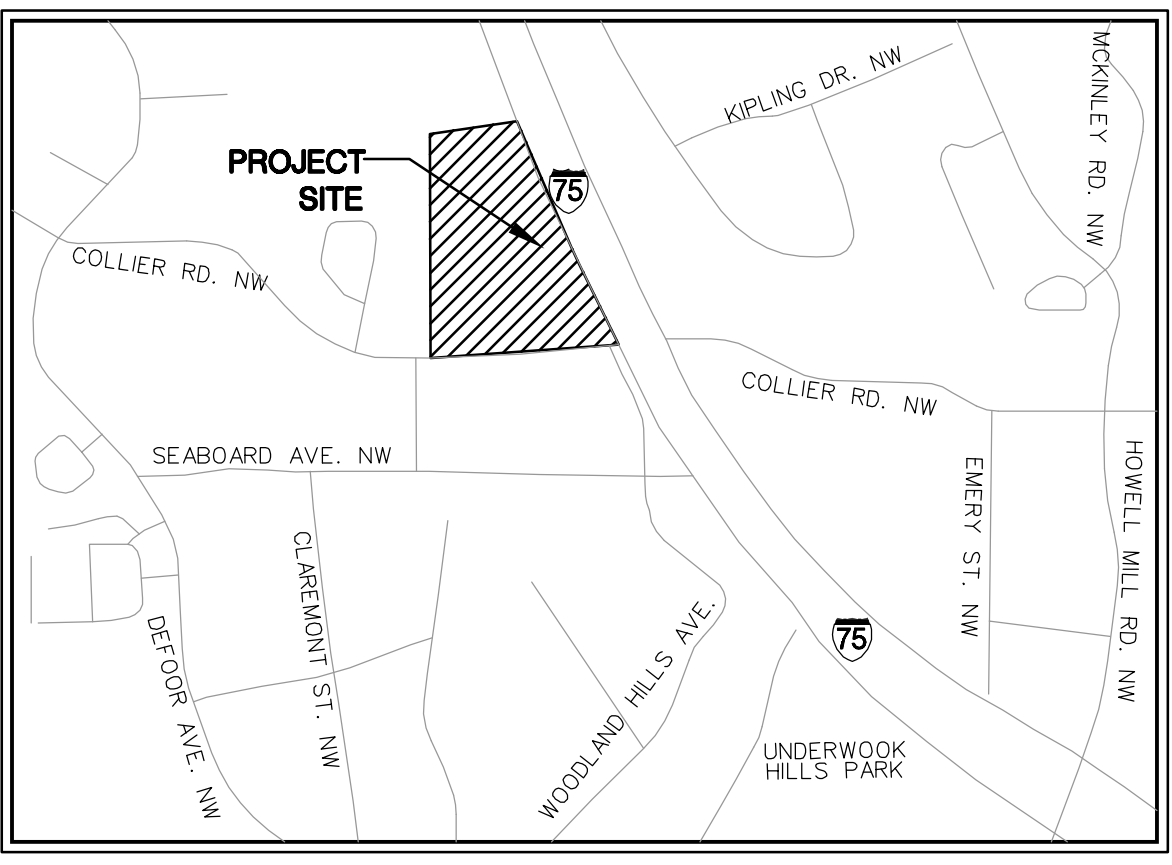 KIPLING DR. NW
MCKINLEY RD. NW
PROJECT
SITE
75
COLLIER RD. NW
COLLIER RD. NW
SEABOARD AVE. NW
EMERY ST. NW
HOWELL MILL RD. NW
CLAREMONT ST. NW
DEFOOR AVE. NW
WOODLAND HILLS AVE.
75
UNDERWOOK
HILLS PARK